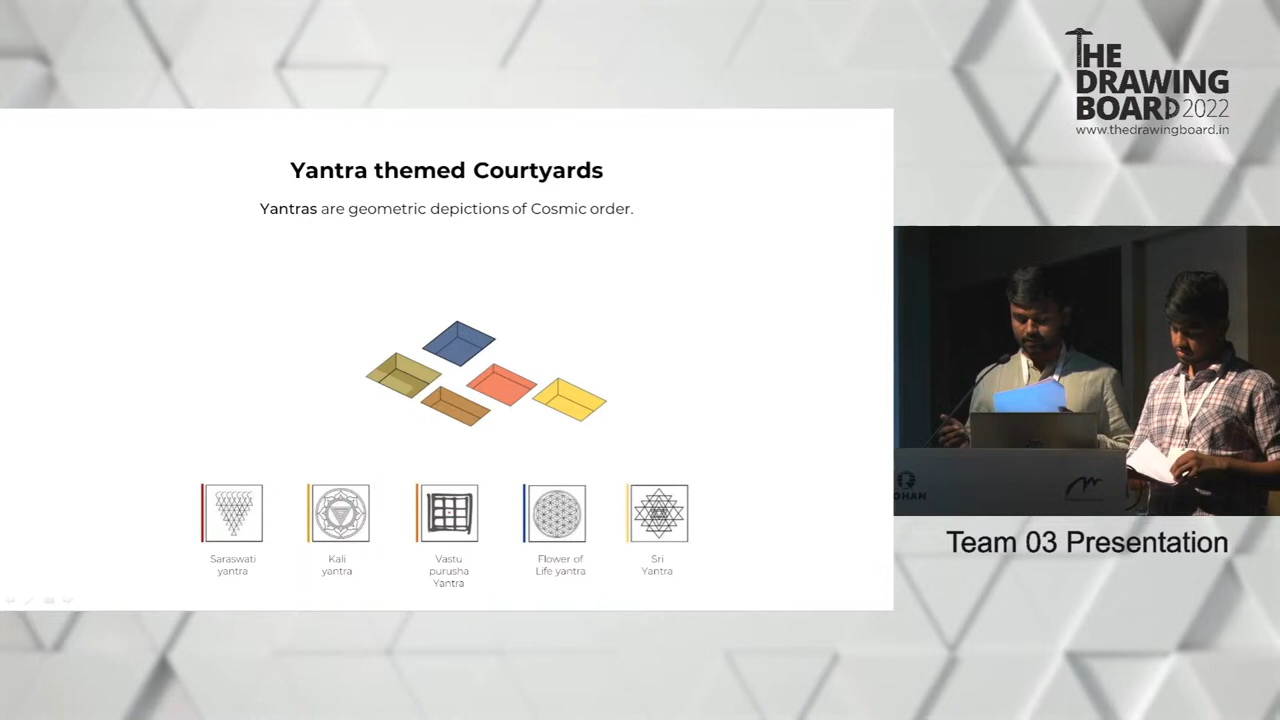 THE
DRAWING
BOARD 2022
www.thedrawingboard.in
Yantra themed Courtyards
Yantras are geometric depictions of Cosmic order.
Saraswati
yantra
Kali
yantra
Vastu
purusha
Yantra
Flower of
Life yantra
Sri
Yantra
Team 03 Presentation